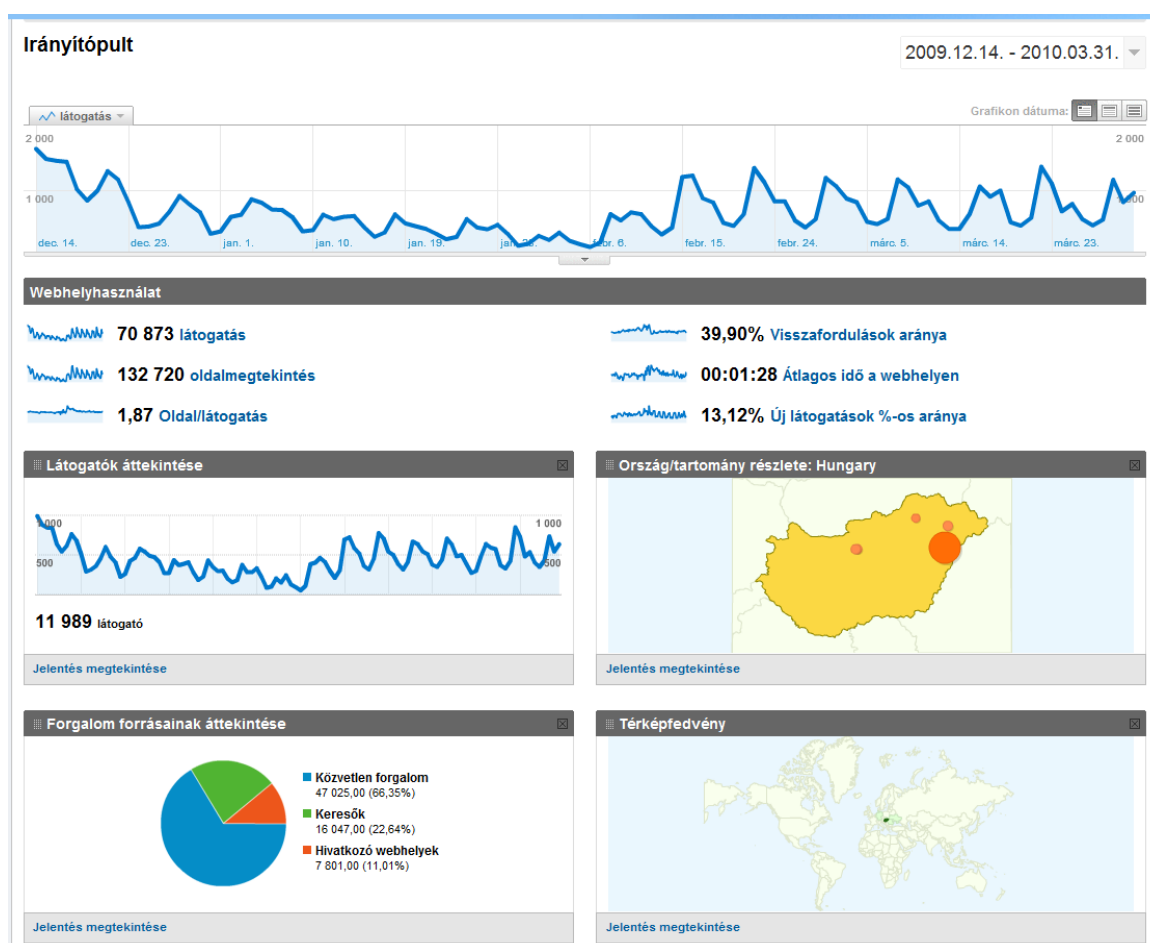 Irányítópult
2009.12.14. - 2010.03.31.
látogatás
Grafikon dátuma:
2 000
2 000
1 000
dec. 14.
dec. 23.
jan. 1.
jan. 10.
jan. 19.
febr. 6.
febr. 15.
febr. 24.
márc. 5.
márc. 14.
márc. 23.
Webhelyhasználat
70 873 látogatás
39,90% Visszafordulások aránya
132 720 oldalmegtekintés
00:01:28 Átlagos idő a webhelyen
1,87 Oldal/látogatás
13,12% Új látogatások %-os aránya
Látogatók áttekintése
Ország/tartomány részlete: Hungary
1 000
1 000
500
500
11 989 látogató
Jelentés megtekintése
Jelentés megtekintése
Forgalom forrásainak áttekintése
Térképfedvény
Közvetlen forgalom
47 025,00 (66,35%)
Keresők
16 047,00 (22,64%)
Hivatkozó webhelyek
7 801,00 (11,01%)
Jelentés megtekintése
Jelentés megtekintése